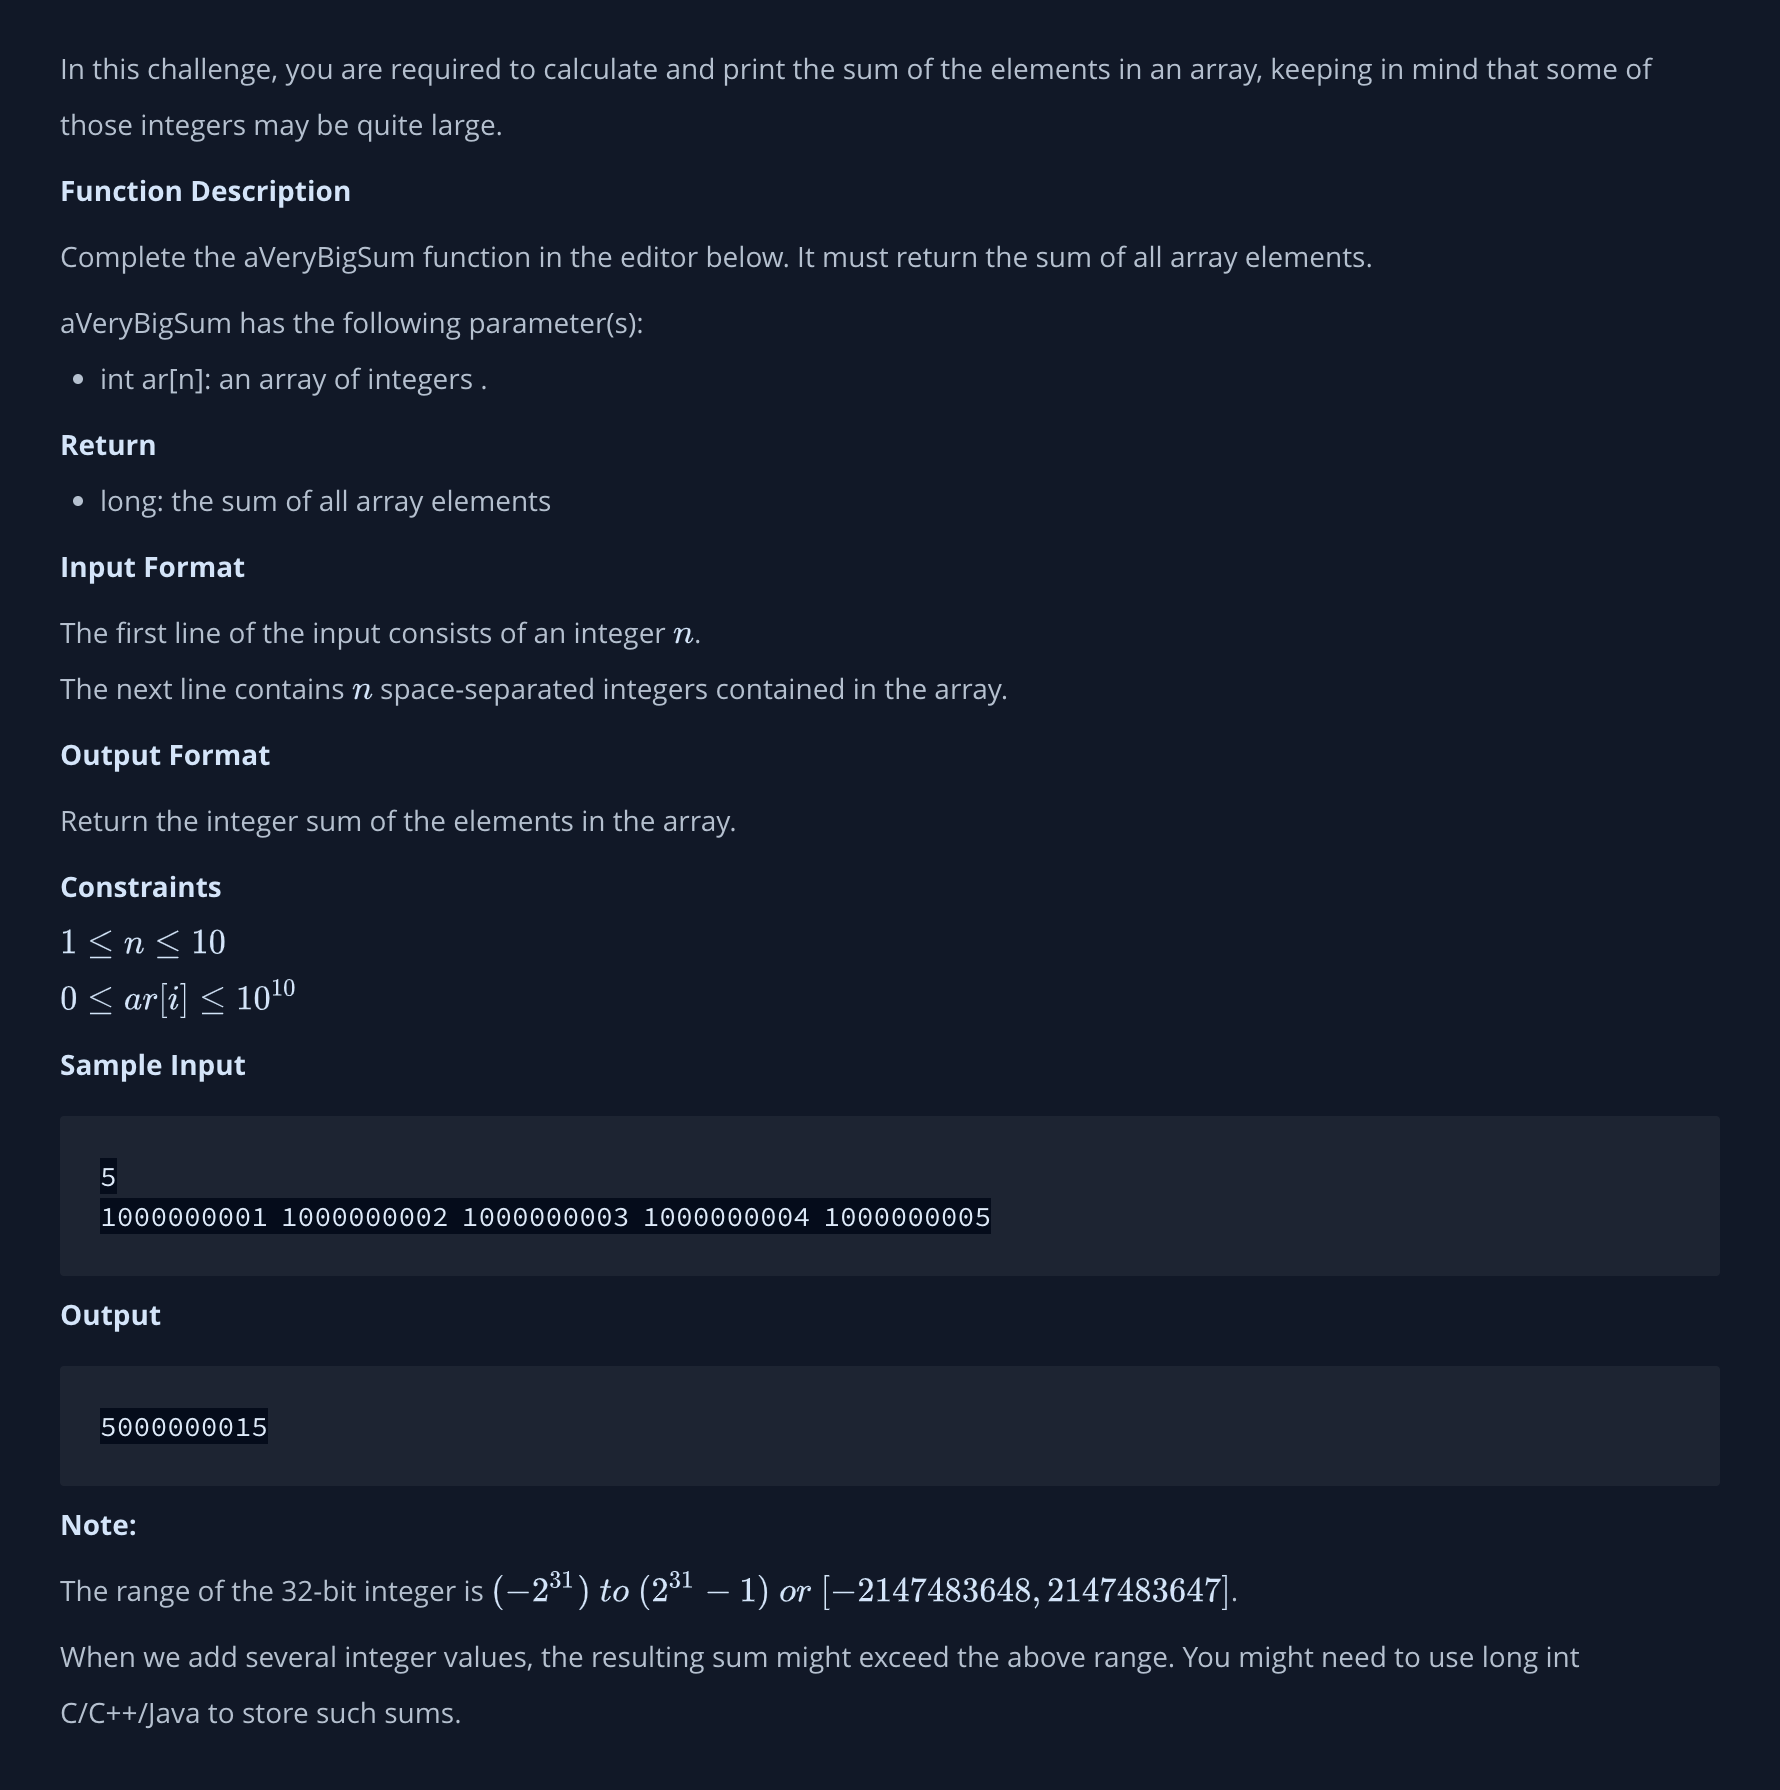 In this challenge, you are required to calculate and print the sum of the elements in an array, keeping in mind that some of
those integers may be quite large.
Function Description
Complete the aVeryBigSum function in the editor below. It must return the sum of all array elements.
aVeryBigSum has the following parameter(s):
• int ar[n]: an array of integers .
Return
• long: the sum of all array elements
Input Format
The first line of the input consists of an integer n.
The next line contains n space-separated integers contained in the array.
Output Format
Return the integer sum of the elements in the array.
Constraints
1 ≤ n ≤ 10
0 ≤ ar[i] ≤ 10^10
Sample Input
5
1000000001 1000000002 1000000003 1000000004 1000000005
Output
5000000015
Note:
The range of the 32-bit integer is (−2^31) to (2^31 − 1) or [−2147483648, 2147483647].
When we add several integer values, the resulting sum might exceed the above range. You might need to use long int
C/C++/Java to store such sums.